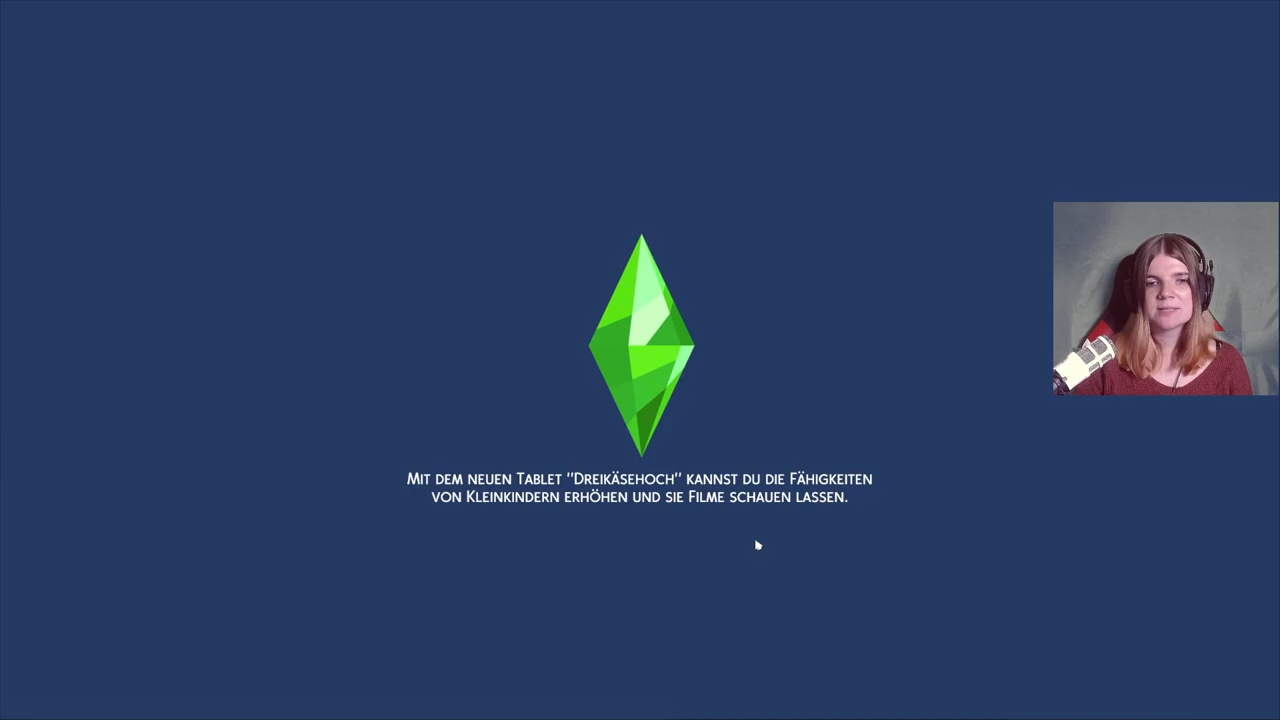 Mit dem neuen Tablet "Dreikäsehoch" kannst du die Fähigkeiten
von Kleinkindern erhöhen und sie Filme schauen lassen.